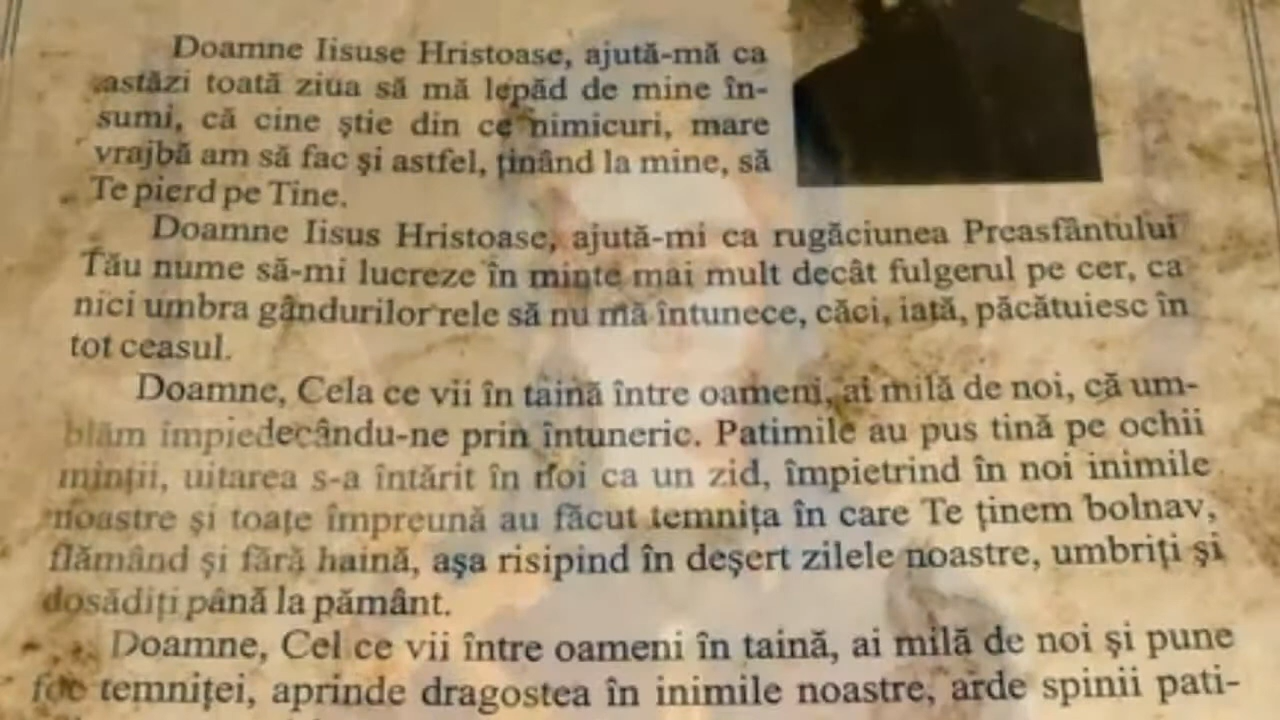 Doamne Iisuse Hristoase, ajută-mă ca
astăzi toată ziua să mă lepăd de mine în-
sumi, că cine ştie din ce nimicuri, mare
vrajbă am să fac şi astfel, ţinând la mine, să
Te pierd pe Tine.
Doamne Iisus Hristoase, ajută-mi ca rugăciunea Preasfântului
Tău nume să-mi lucreze în minte mai mult decât fulgerul pe cer, ca
nici umbra gândurilor rele să nu mă întunece, căci, iată, păcătuiesc în
tot ceasul.
Doamne, Cela ce vii în taină între oameni, ai milă de noi, că um-
blăm împiedecându-ne prin întuneric. Patimile au pus tină pe ochii
minţii, uitarea s-a întărit în noi ca un zid, împietrind în noi inimile
noastre şi toate împreună au făcut temniţa în care Te ţinem bolnav,
flămând şi fără haină, aşa risipind în deşert zilele noastre, umbriţi şi
dosădiţi până la pământ.
Doamne, Cel ce vii între oameni în taină, ai milă de noi şi pune
foc temniţei, aprinde dragostea în inimile noastre, arde spinii pati-